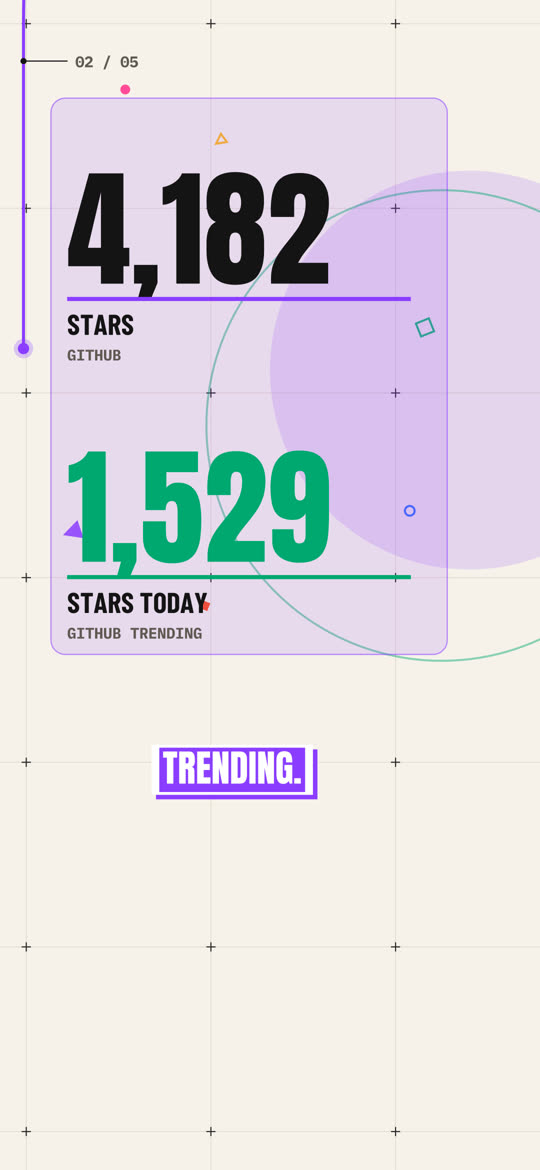 02 / 05
4,182
STARS
GITHUB
1,529
STARS TODAY
GITHUB TRENDING
TRENDING.